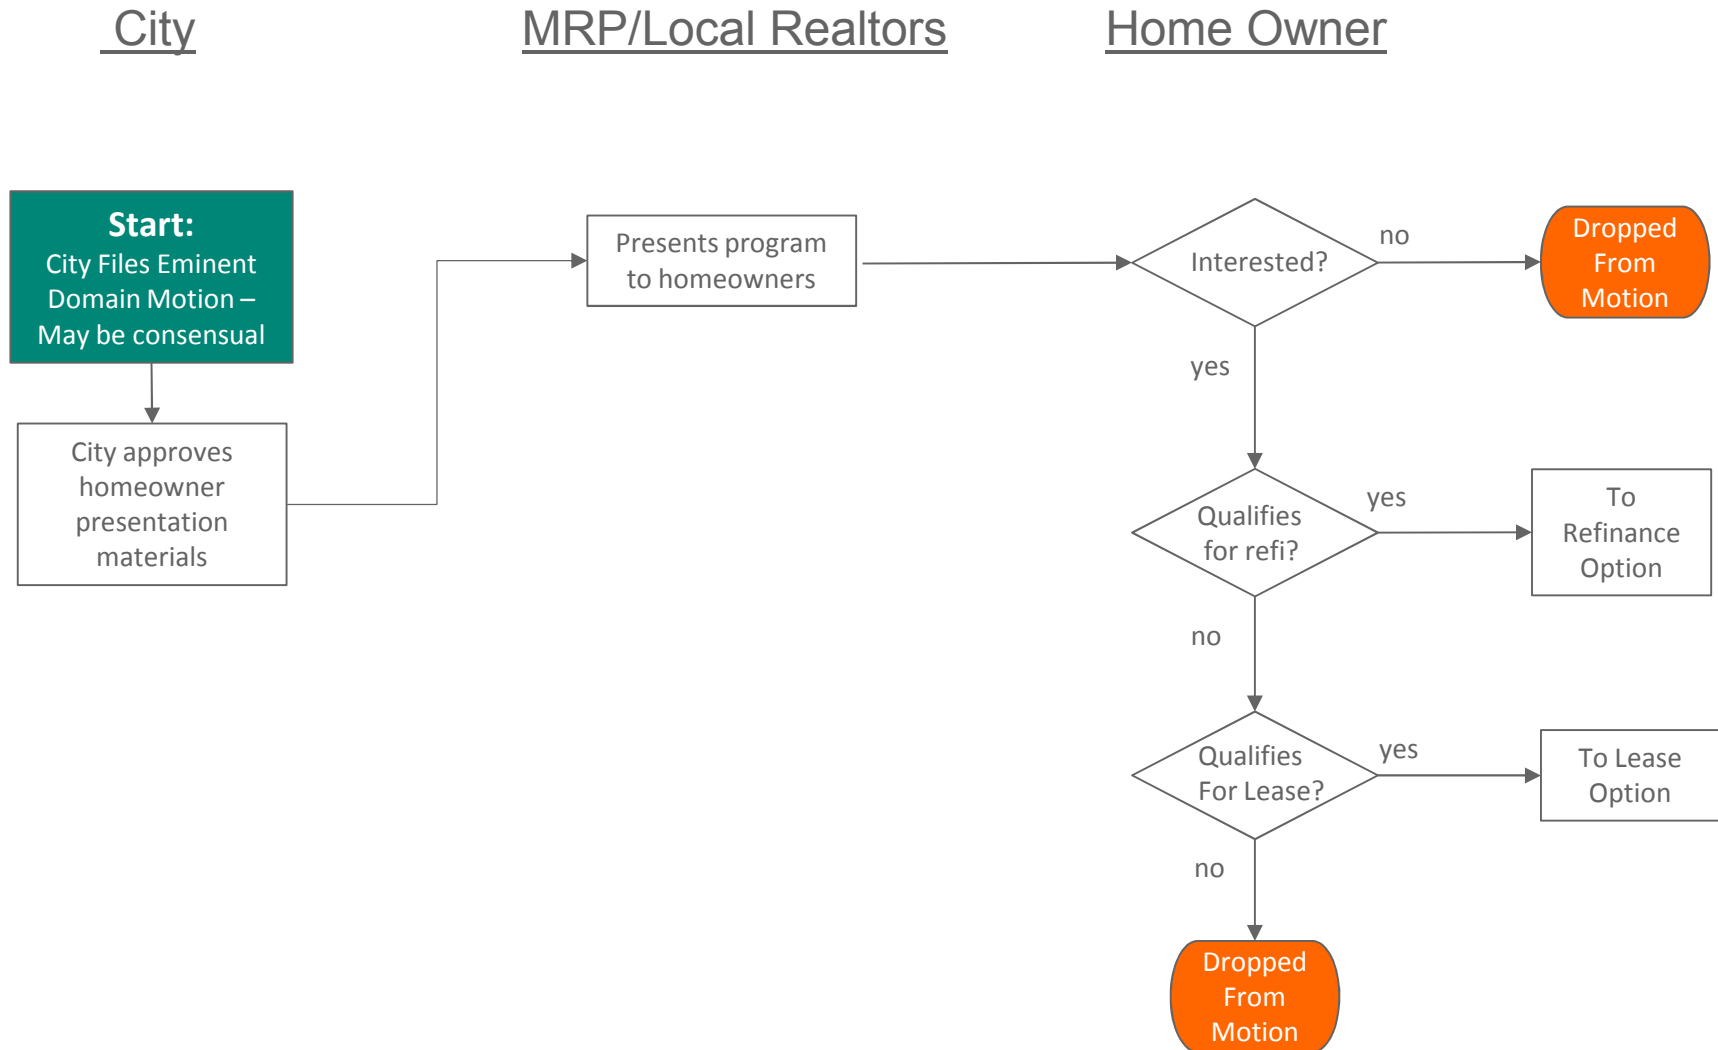 City
MRP/Local Realtors
Home Owner
Start:
City Files Eminent
Domain Motion –
May be consensual
City approves
homeowner
presentation
materials
Presents program
to homeowners
Interested?
no
Dropped
From
Motion
yes
Qualifies
for refi?
yes
To
Refinance
Option
no
Qualifies
For Lease?
yes
To Lease
Option
no
Dropped
From
Motion